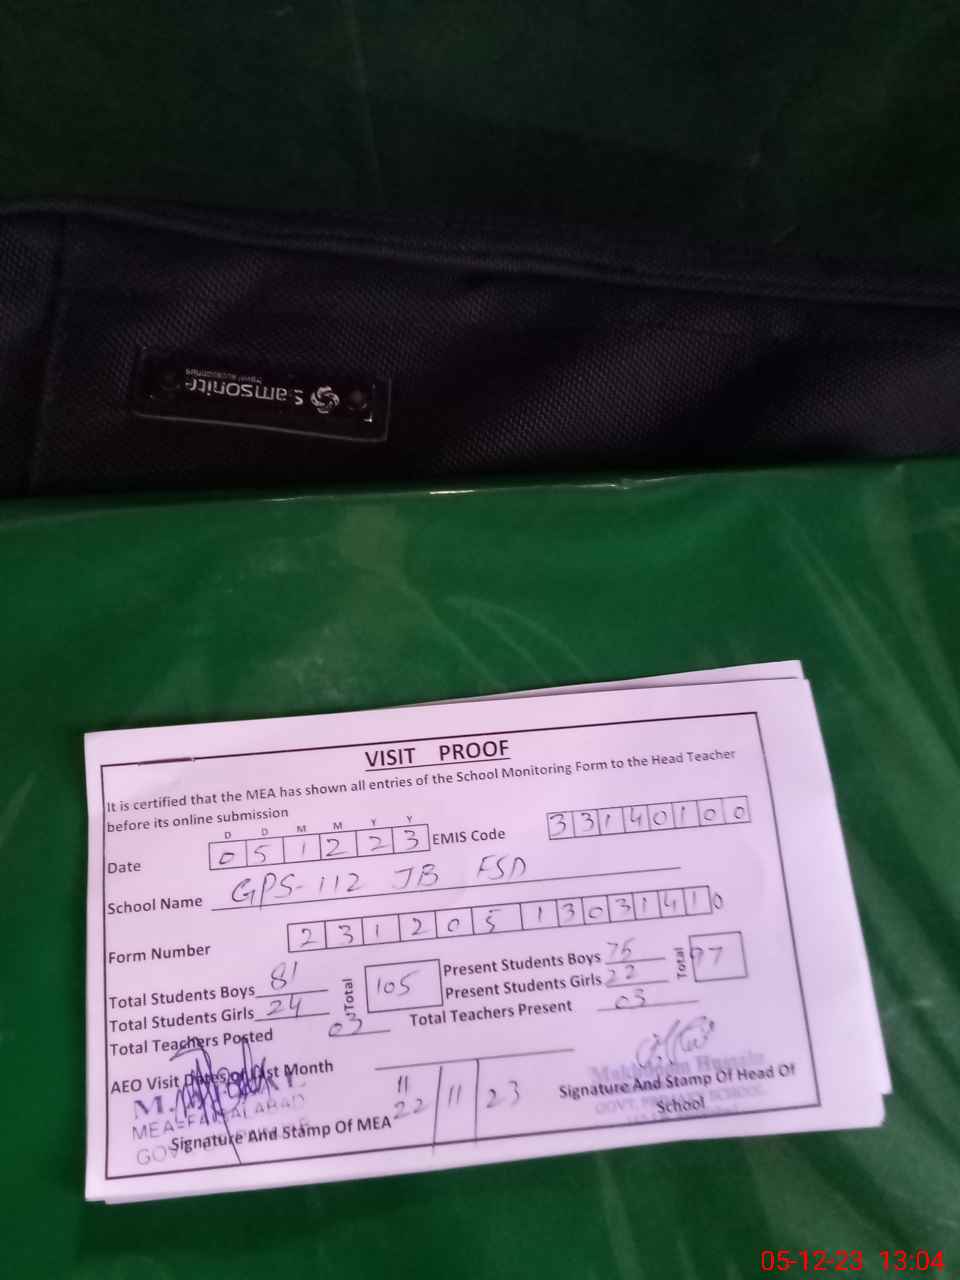 Samsonite
Travel accessories
VISIT PROOF
It is certified that the MEA has shown all entries of the School Monitoring Form to the Head Teacher
before its online submission
D D M M Y Y
Date 0 5 1 2 2 3 EMIS Code 3 3 1 4 0 1 0 0
School Name GPS-112 JB FSD
Form Number 2 3 1 2 0 5 1 3 0 3 1 4 1 0
Total Students Boys 81 Total 105 Present Students Boys 75 Total 97
Total Students Girls 24 Present Students Girls 22
Total Teachers Posted 03 Total Teachers Present 03
AEO Visit Dates of Last Month
11
22/11/23
MEA-FAISALABAD
Signature And Stamp Of MEA
Signature And Stamp Of Head Of
School
05-12-23 13:04